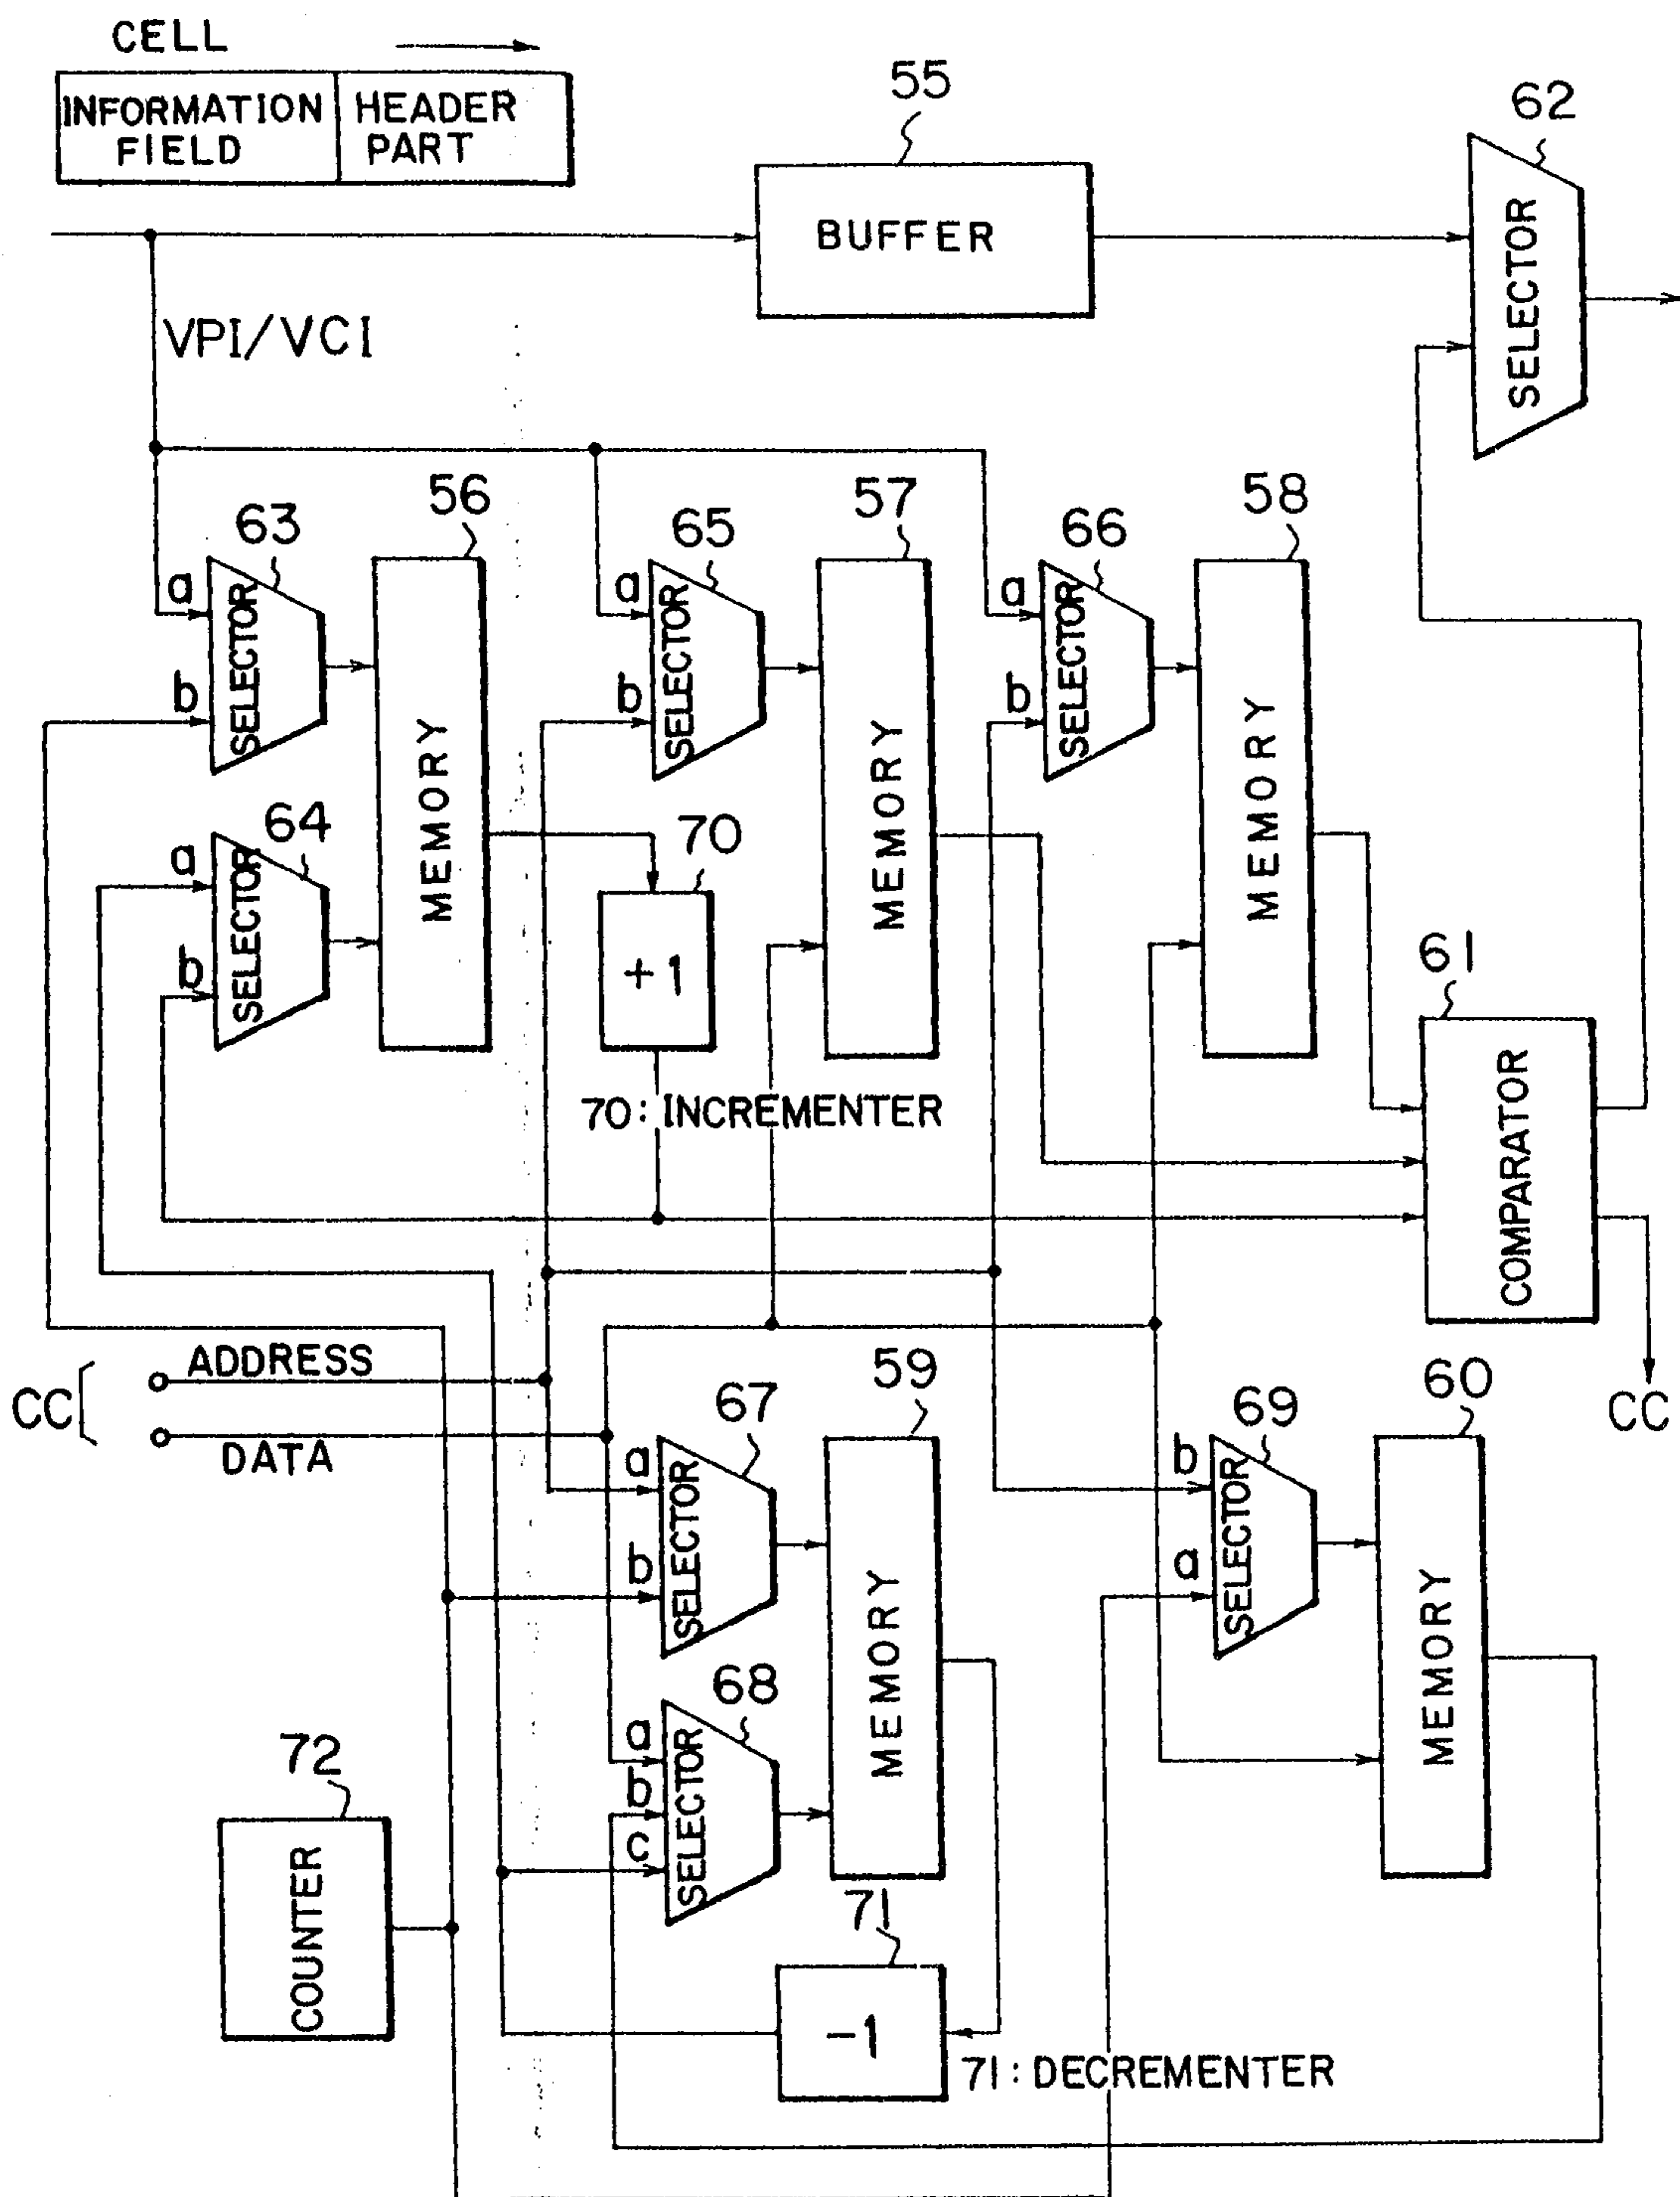 CELL
INFORMATION FIELD
HEADER PART
55
BUFFER
62
SELECTOR
VPI/VCI
63
a
b
SELECTOR
56
MEMORY
65
a
b
SELECTOR
57
MEMORY
66
a
b
SELECTOR
58
MEMORY
64
a
b
SELECTOR
70
+1
70: INCREMENTER
61
COMPARATOR
CC
ADDRESS
DATA
CC
67
a
b
SELECTOR
59
MEMORY
69
b
a
SELECTOR
60
MEMORY
68
a
b
c
SELECTOR
72
COUNTER
71
-1
71: DECREMENTER